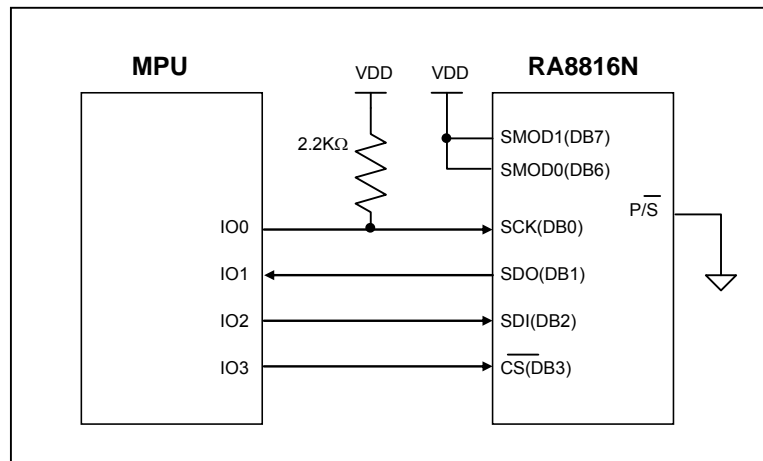 MPU
VDD
VDD
RA8816N
2.2KΩ
SMOD1(DB7)
SMOD0(DB6)
P/S
IO0
SCK(DB0)
IO1
SDO(DB1)
IO2
SDI(DB2)
IO3
CS(DB3)